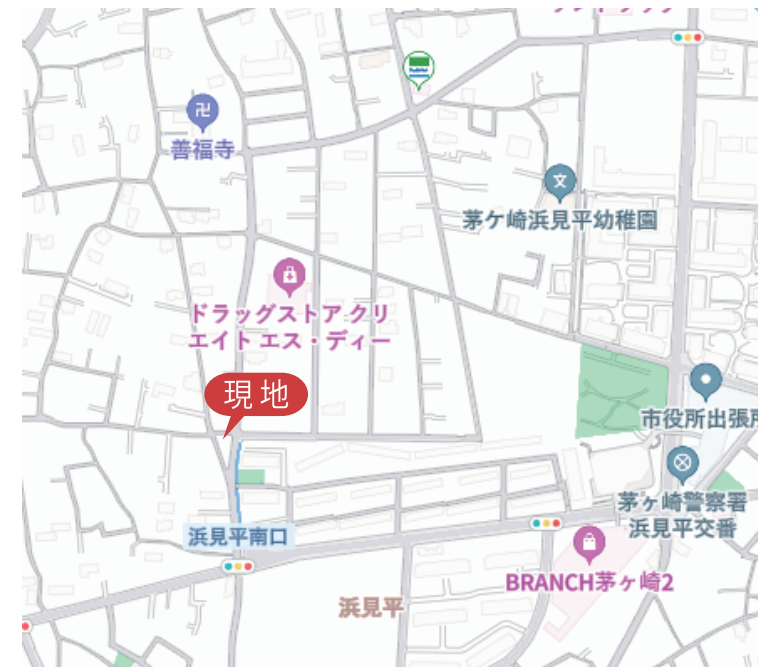 卍
善福寺
文
茅ケ崎浜見平幼稚園
ドラッグストア クリ
エイト エス・ディー
現地
市役所出張所
茅ヶ崎警察署
浜見平交番
浜見平南口
BRANCH茅ヶ崎2
浜見平